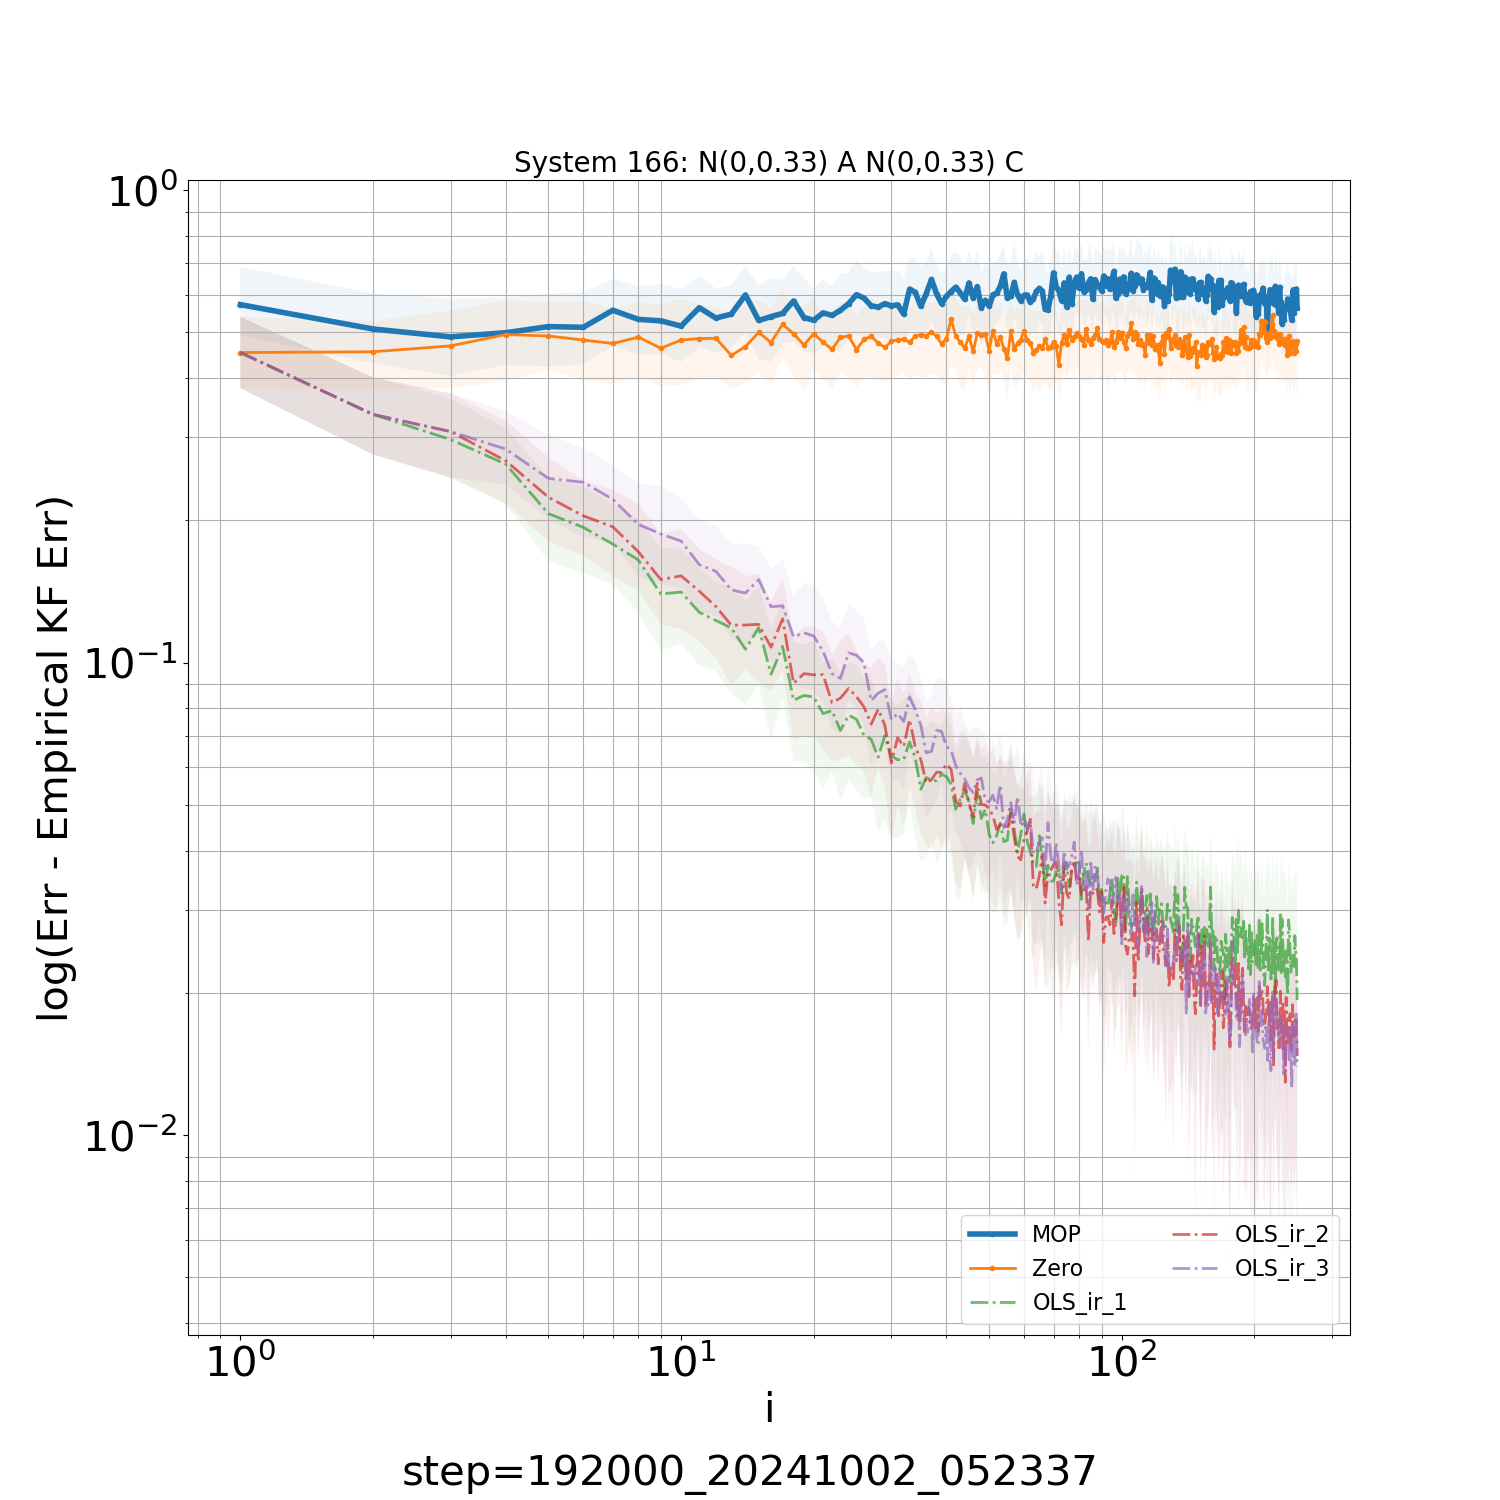 System 166: N(0,0.33) A N(0,0.33) C
log(Err - Empirical KF Err)
10⁰
10⁻¹
10⁻²
MOP
Zero
OLS_ir_1
OLS_ir_2
OLS_ir_3
10⁰ 10¹ 10²
i
step=192000_20241002_052337